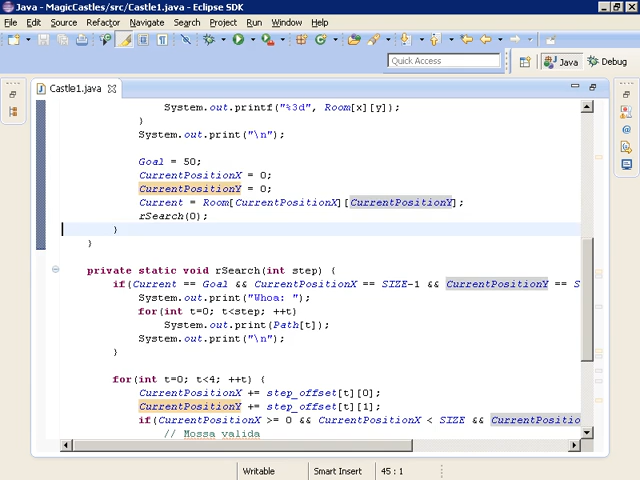 Java - MagicCastles/src/Castle1.java - Eclipse SDK
File Edit Source Refactor Navigate Search Project Run Window Help
Quick Access
Java
Debug
Castle1.java
System.out.printf("%3d", Room[x][y]);
}
System.out.print("\n");
Goal = 50;
CurrentPositionX = 0;
CurrentPositionY = 0;
Current = Room[CurrentPositionX][CurrentPositionY];
rSearch(0);
}
}
private static void rSearch(int step) {
if(Current == Goal && CurrentPositionX == SIZE-1 && CurrentPositionY == S
System.out.print("Whoa: ");
for(int t=0; t<step; ++t)
System.out.print(Path[t]);
System.out.print("\n");
}
for(int t=0; t<4; ++t) {
CurrentPositionX += step_offset[t][0];
CurrentPositionY += step_offset[t][1];
if(CurrentPositionX >= 0 && CurrentPositionX < SIZE && CurrentPositio
// Mossa valida
Writable
Smart Insert
45 : 1